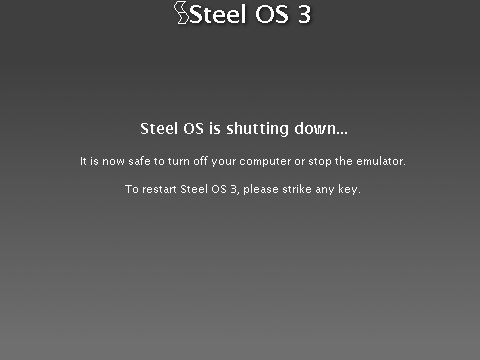 Steel OS 3
Steel OS is shutting down...
It is now safe to turn off your computer or stop the emulator.
To restart Steel OS 3, please strike any key.